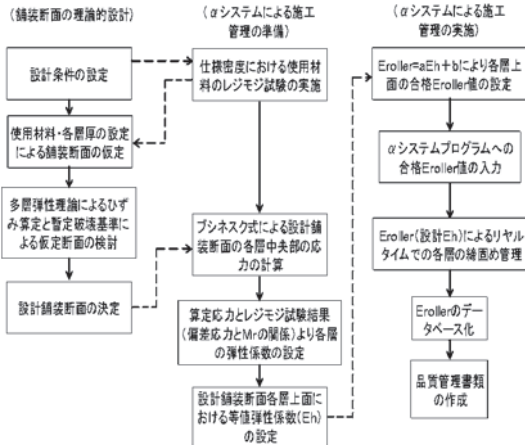 (舗装断面の理論的設計)
設計条件の設定
使用材料・各層厚の設定
による舗装断面の仮定
多層弾性理論によるひず
み算定と暫定破壊基準に
よる仮定断面の検討
設計舗装断面の決定
(αシステムによる施工
管理の準備)
仕様密度における使用材
料のレジモジ試験の実施
ブシネスク式による設計舗
装断面の各層中央部の応
力の計算
算定応力とレジモジ試験結果
(偏差応力とMrの関係)より各層
の弾性係数の設定
設計舗装断面各層上面に
おける等値弾性係数(Eh)
の設定
(αシステムによる施工
管理の実施)
Eroller=aEh+bにより各層上
面の合格Eroller値の設定
αシステムプログラムへの
合格Eroller値の入力
Eroller(設計Eh)によるリヤル
タイムでの各層の締固め管理
Erollerのデー
タベース化
品質管理書類
の作成